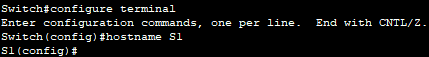 Switch#configure terminal
Enter configuration commands, one per line.  End with CNTL/Z.
Switch(config)#hostname S1
S1(config)#